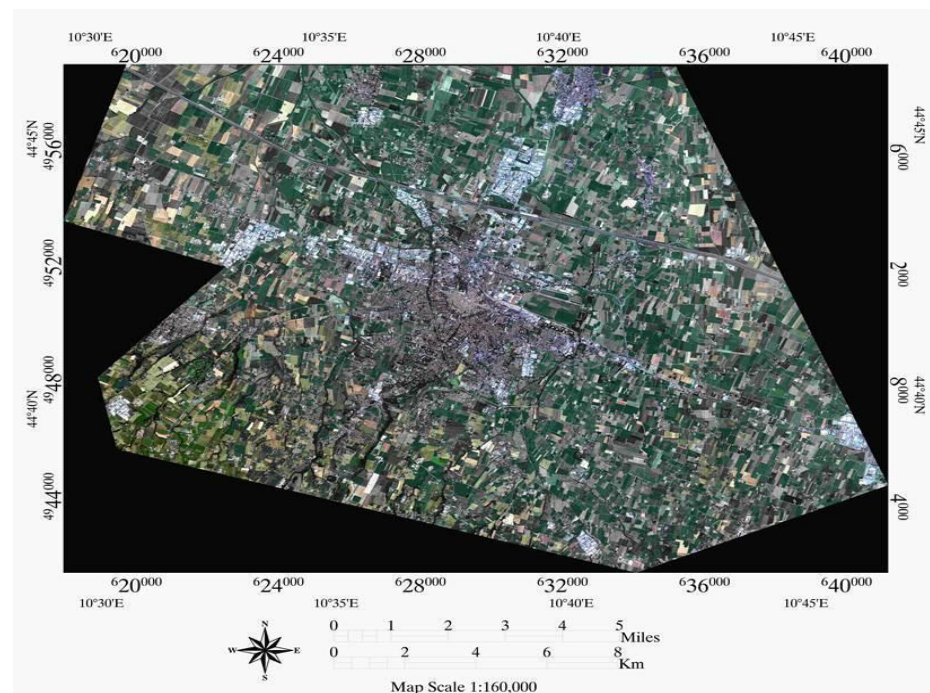 10°30'E 10°35'E 10°40'E 10°45'E
620000 624000 628000 632000 636000 640000
44°45'N 4956000 6000 44°45'N
4952000 2000
44°40'N 4948000 8000 44°40'N
4944000 4000
620000 624000 628000 632000 636000 640000
10°30'E 10°35'E 10°40'E 10°45'E
N
W E
S
0 1 2 3 4 5
Miles
0 2 4 6 8
Km
Map Scale 1:160,000